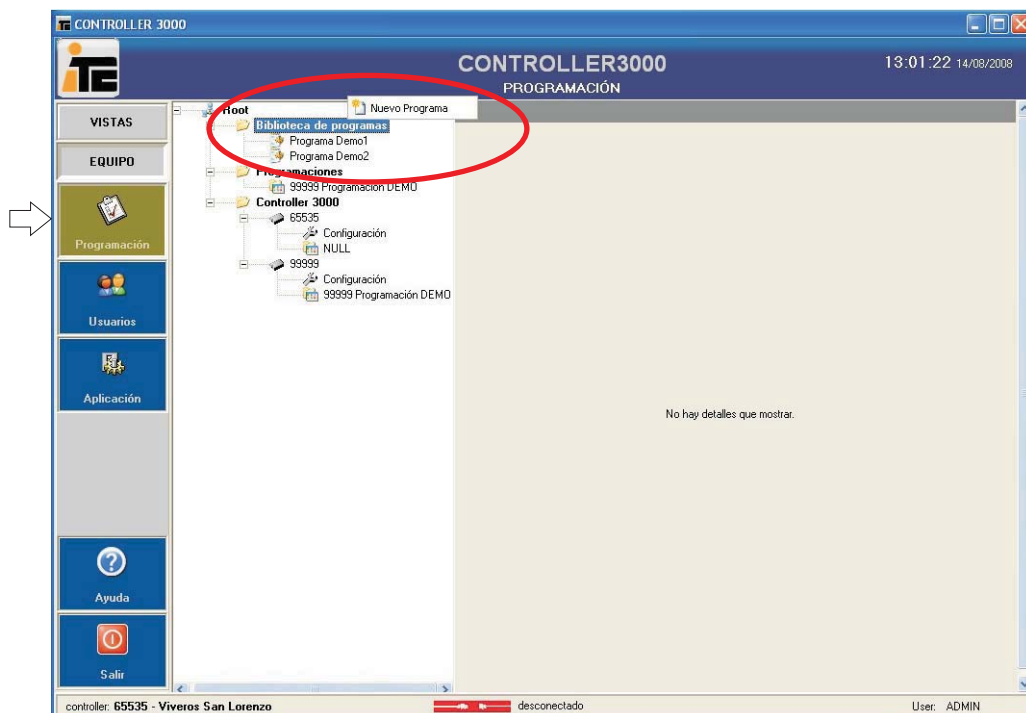 CONTROLLER 3000
iTE
CONTROLLER3000
PROGRAMACIÓN
13:01:22 14/08/2008
VISTAS
EQUIPO
Programación
Usuarios
Aplicación
Ayuda
Salir
Root
Nuevo Programa
Biblioteca de programas
Programa Demo1
Programa Demo2
Programaciones
99999 Programación DEMO
Controller 3000
65535
Configuración
NULL
99999
Configuración
99999 Programación DEMO
No hay detalles que mostrar.
controller: 65535 - Viveros San Lorenzo
desconectado
User: ADMIN